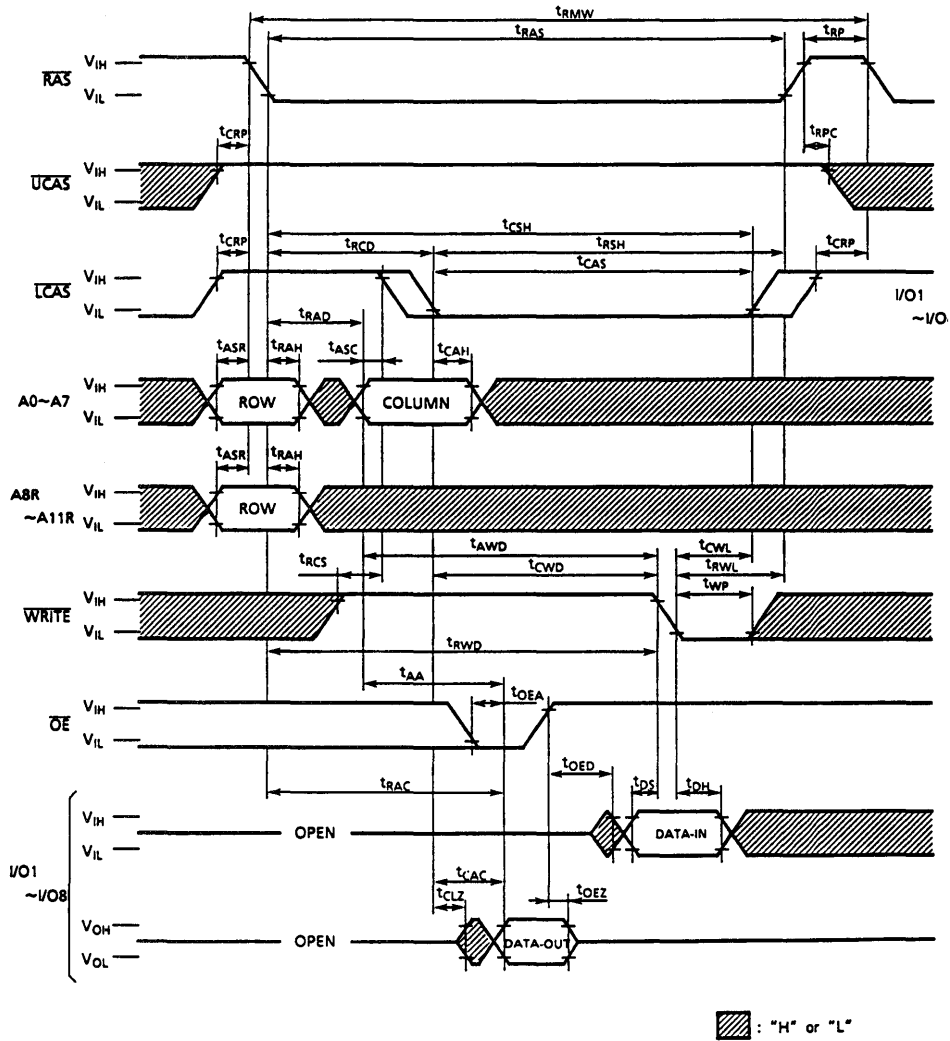 tRMW
tRAS
tRP
RAS
VIH
VIL
tCRP
tRPC
UCAS
VIH
VIL
tCSH
tCRP
tRCD
tRSH
tCRP
tCAS
LCAS
VIH
VIL
I/O1
~I/O
tRAD
tASR
tRAH
tASC
tCAH
A0~A7
VIH
VIL
ROW
COLUMN
tASR
tRAH
A8R
~A11R
VIH
VIL
ROW
tAWD
tCWL
tRCS
tCWD
tRWL
tWP
WRITE
VIH
VIL
tRWD
tAA
tOEA
OE
VIH
VIL
tOED
tRAC
tDS
tDH
VIH
VIL
OPEN
DATA-IN
I/O1
~I/O8
tCAC
tCLZ
tOEZ
VOH
VOL
OPEN
DATA-OUT
: "H" or "L"